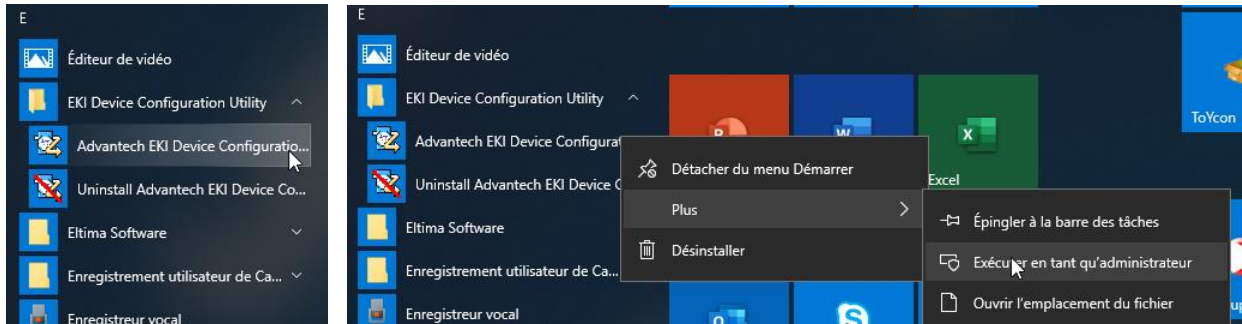 E
Éditeur de vidéo
EKI Device Configuration Utility
Advantech EKI Device Configuratio...
Uninstall Advantech EKI Device Co...
Eltima Software
Enregistrement utilisateur de Ca...
Enregistreur vocal
E
Éditeur de vidéo
EKI Device Configuration Utility
Advantech EKI Device Configurat
Uninstall Advantech EKI Device C
Eltima Software
Enregistrement utilisateur de Ca...
Enregistreur vocal
Détacher du menu Démarrer
Plus
Désinstaller
Excel
Épingler à la barre des tâches
Exécuter en tant qu'administrateur
Ouvrir l'emplacement du fichier
ToYcon